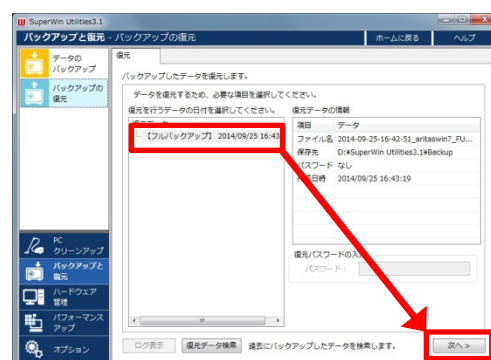 SuperWin Utilities3.1
バックアップと復元 - バックアップの復元
ホームに戻る
ヘルプ
データの
バックアップ
バックアップの
復元
PC
クリーンアップ
バックアップと
復元
ハードウェア
管理
パフォーマンス
アップ
オプション
復元
バックアップしたデータを復元します。
データを復元するため、必要な項目を選択してください。
復元を行うデータの日付を選択してください。
【フルバックアップ】 2014/09/25 16:43
復元データの情報
項目 データ
ファイル名 2014-09-25-16-42-51_aritaswin7_FU...
保存先 D:¥SuperWin Utilities3.1¥Backup
パスワード なし
作成日時 2014/09/25 16:43:19
復元パスワードの入力
パスワード：
ログ表示
復元データ検索
過去にバックアップしたデータを検索します。
次へ >